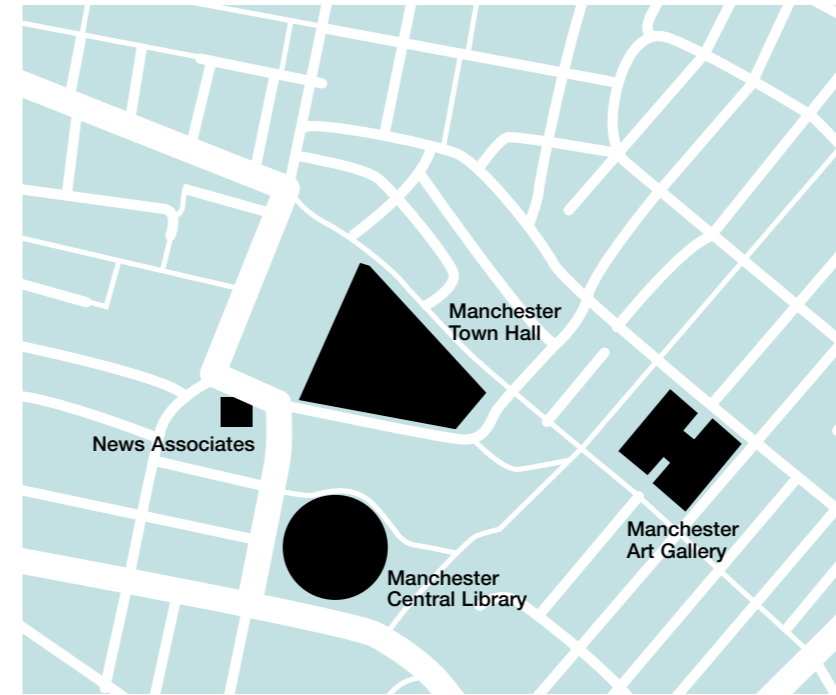 Manchester
Town Hall
News Associates
Manchester
Art Gallery
Manchester
Central Library